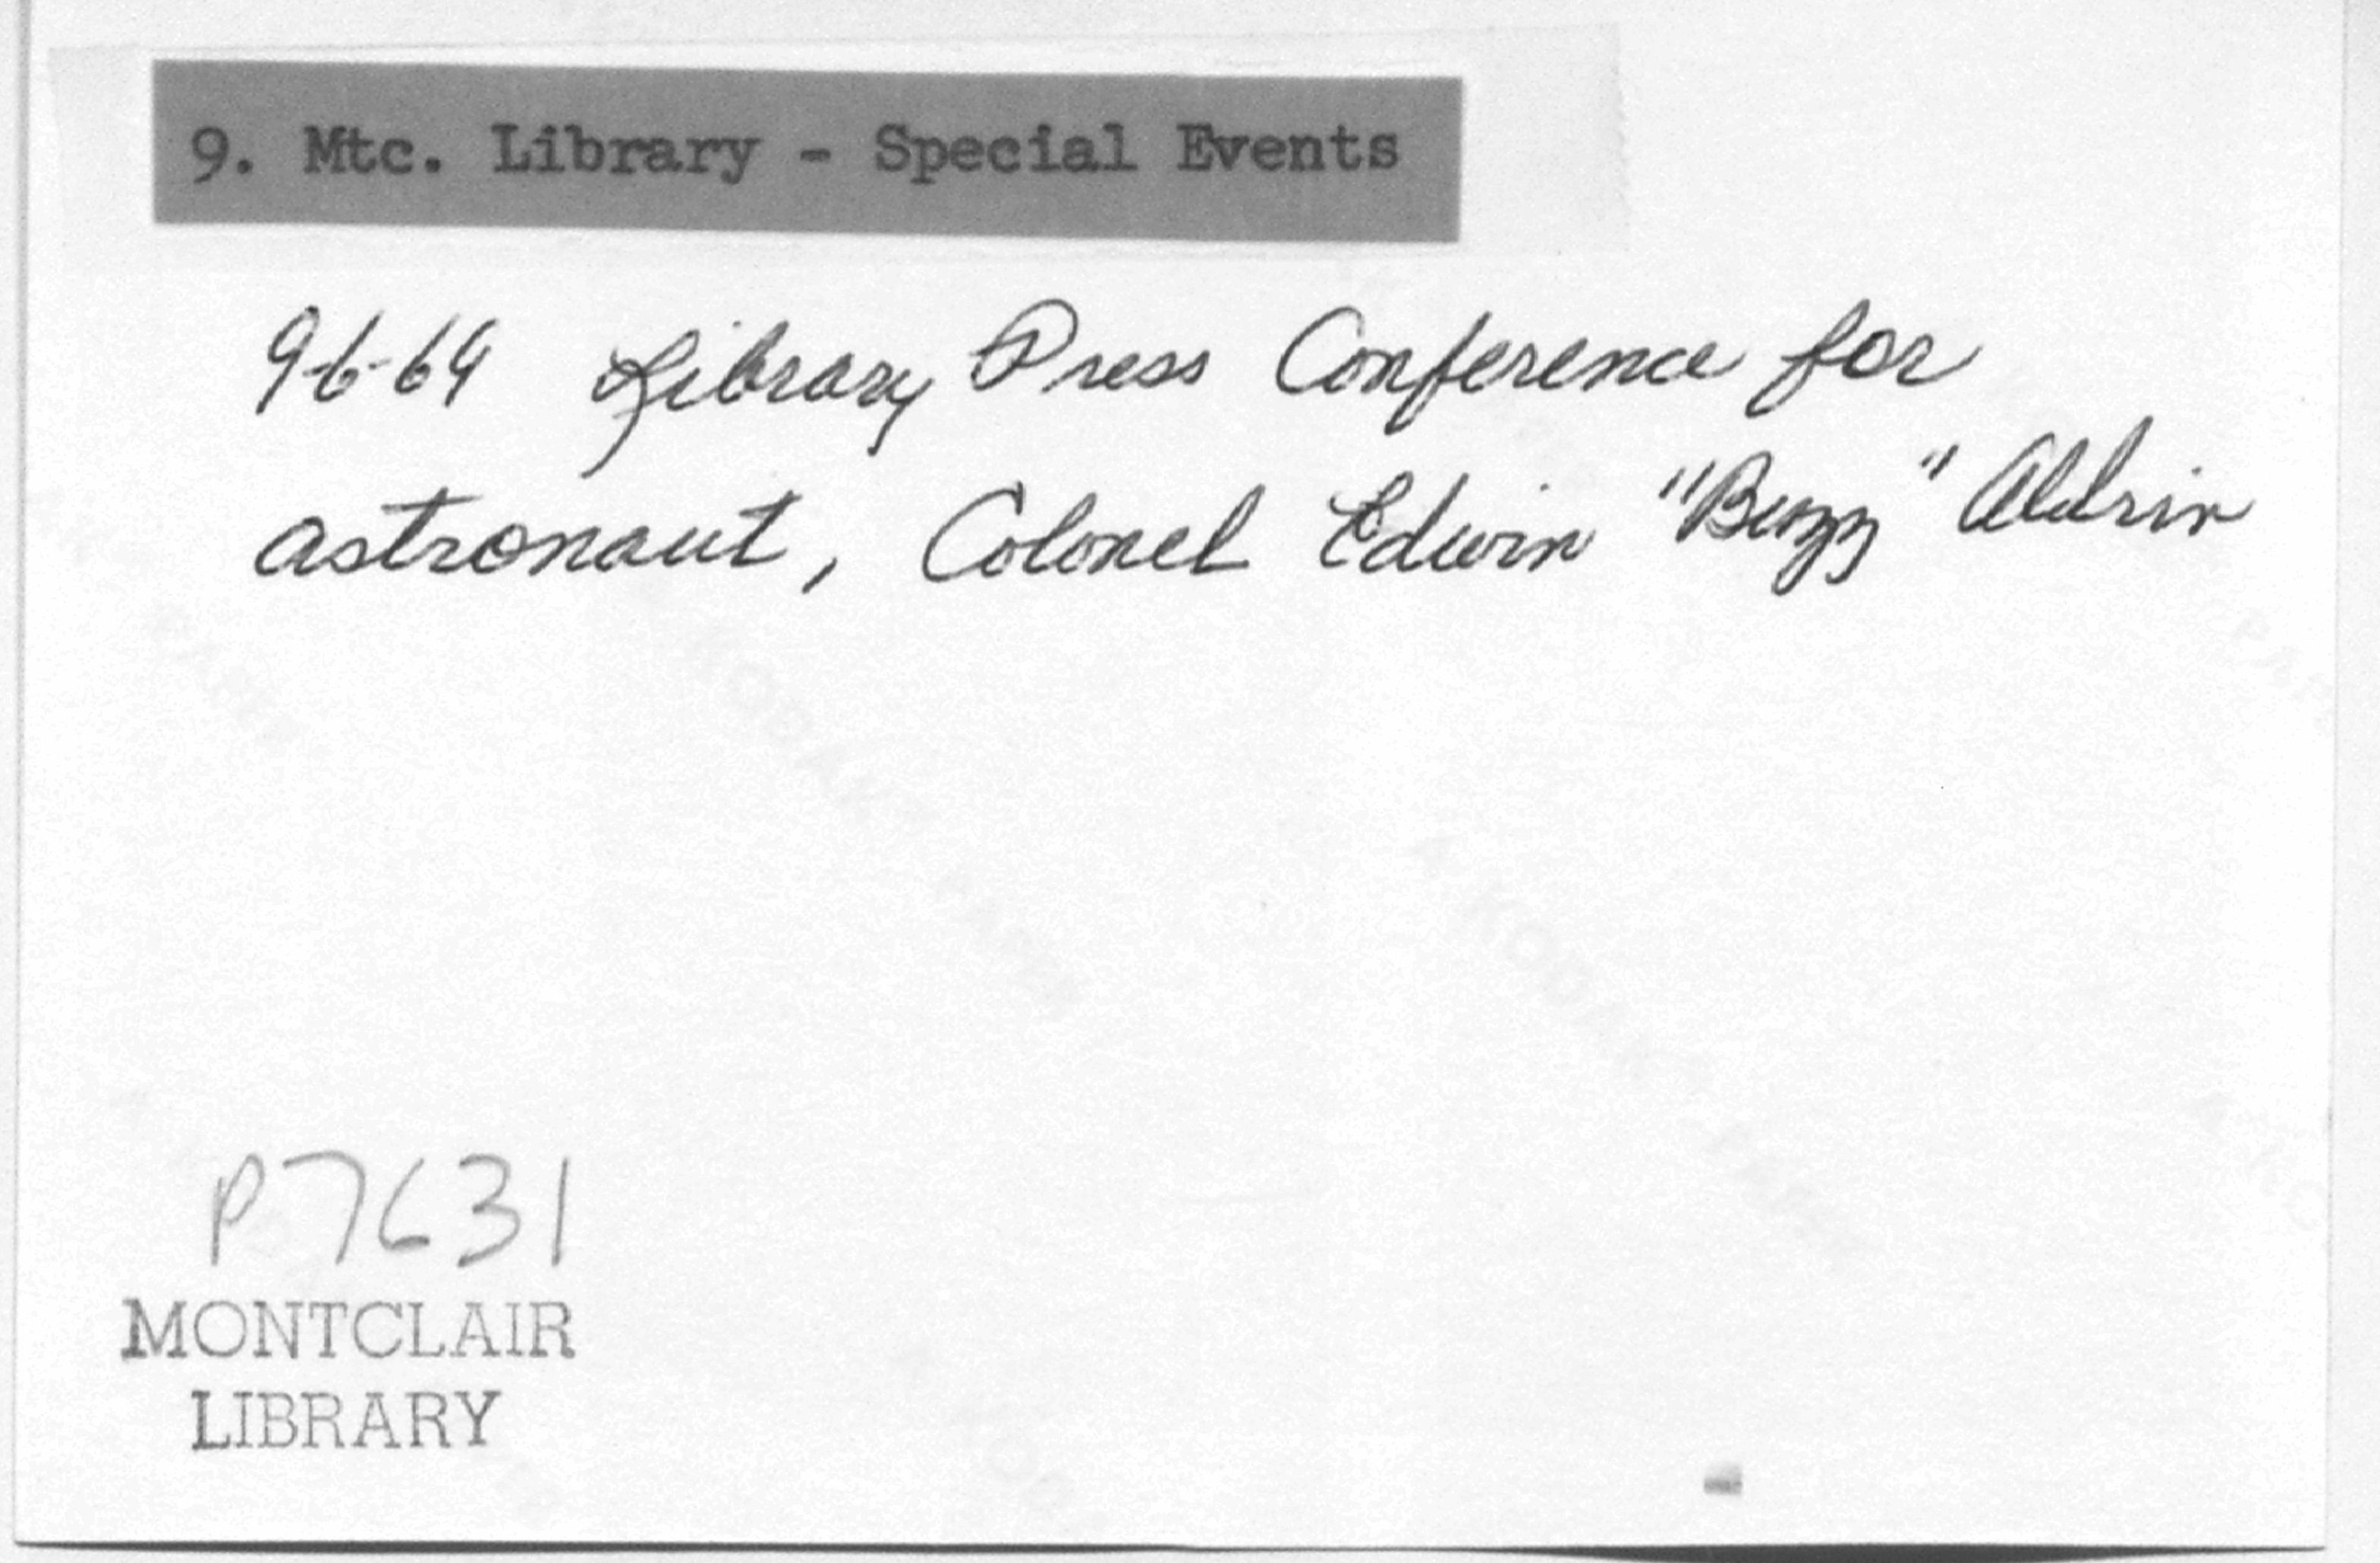 9. Mtc. Library - Special Events
9-6-69 Library Press Conference for
astronaut, Colonel Edwin "Buzz" Aldrin
P7631
MONTCLAIR
LIBRARY